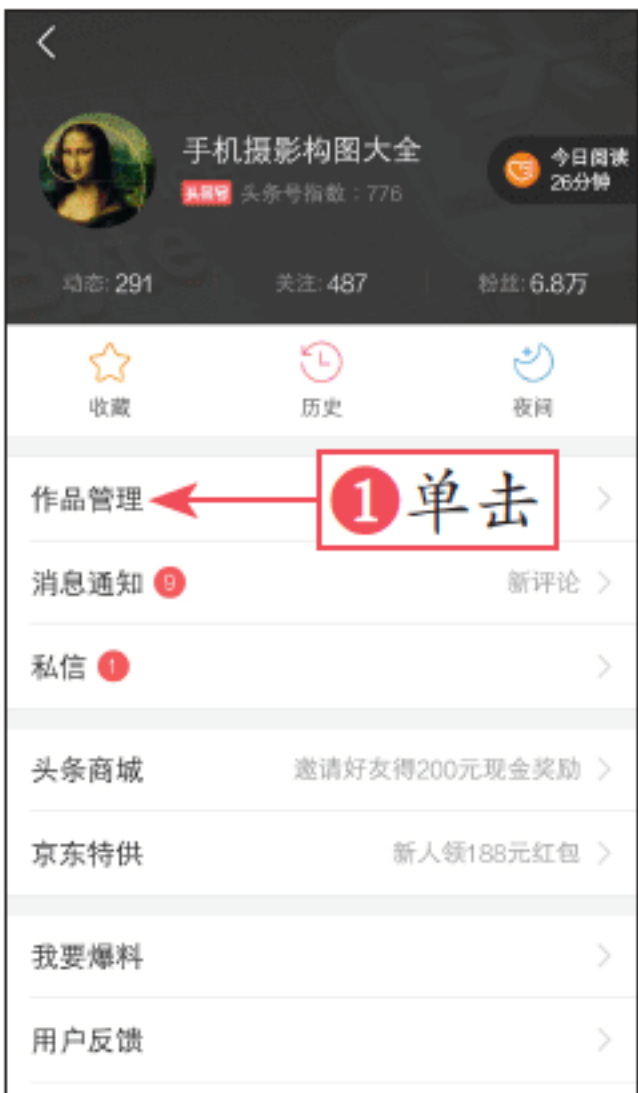 手机摄影构图大全
头条号 头条号指数：776
今日阅读
26分钟
动态: 291 关注: 487 粉丝: 6.8万
收藏 历史 夜间
作品管理 1 单击
消息通知 9 新评论
私信 1
头条商城 邀请好友得200元现金奖励
京东特供 新人领188元红包
我要爆料
用户反馈